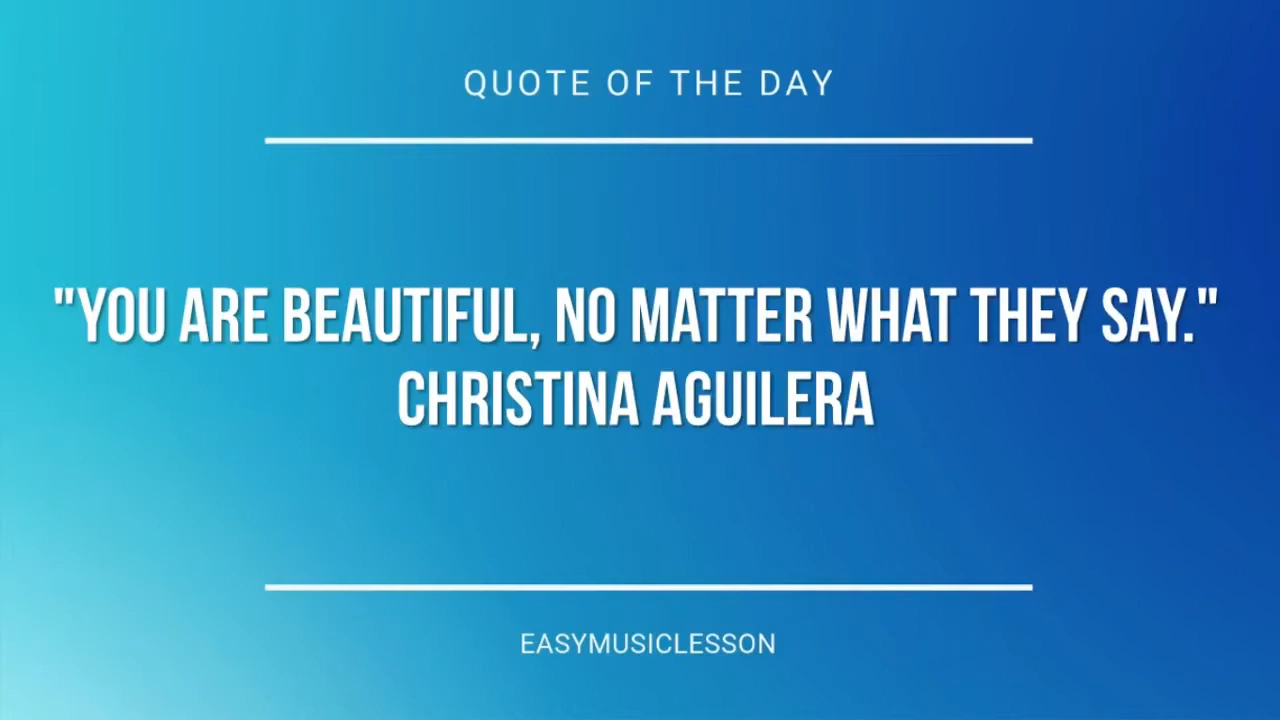 QUOTE OF THE DAY
"YOU ARE BEAUTIFUL, NO MATTER WHAT THEY SAY."
CHRISTINA AGUILERA
EASYMUSICLESSON